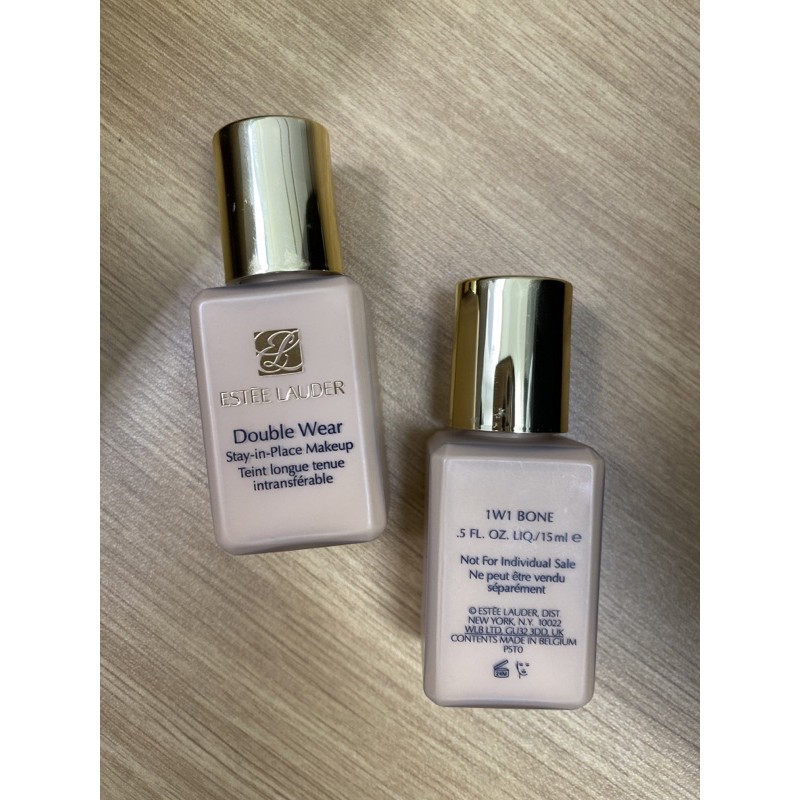 EL
ESTĒE LAUDER
Double Wear
Stay-in-Place Makeup
Teint longue tenue
intransférable
1W1 BONE
.5 FL. OZ. LIQ./15 ml ℮
Not For Individual Sale
Ne peut être vendu
séparément
© ESTĒE LAUDER, DIST.
NEW YORK, N.Y. 10022
WLB LTD. GU32 3DD, UK
CONTENTS MADE IN BELGIUM
PST0
24M